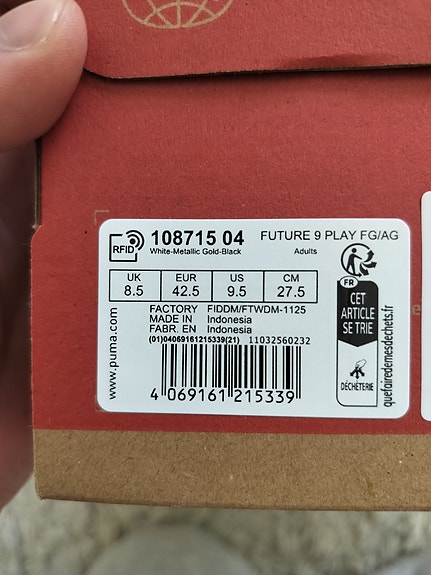 RFID
108715 04
White-Metallic Gold-Black
FUTURE 9 PLAY FG/AG
Adults
UK EUR US CM
8.5 42.5 9.5 27.5
FACTORY FIDDM/FTWDM-1125
MADE IN Indonesia
FABR. EN Indonesia
(01)04069161215339(21) 11032560232
4 069161 215339
www.puma.com
FR
CET
ARTICLE
SE TRIE
DÉCHÈTERIE
quefairedemesdechets.fr